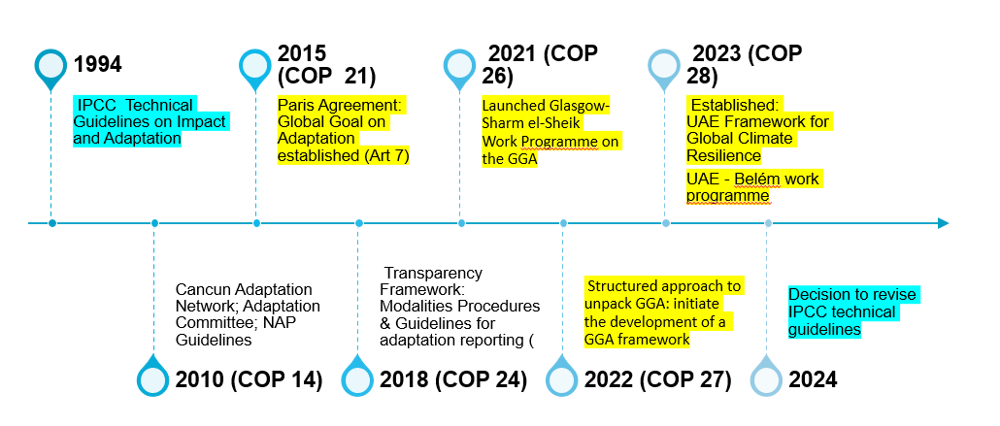 1994
IPCC Technical
Guidelines on Impact
and Adaptation
2015
(COP 21)
Paris Agreement:
Global Goal on
Adaptation
established (Art 7)
2021 (COP
26)
Launched Glasgow-
Sharm el-Sheik
Work Programme on
the GGA
2023 (COP
28)
Established:
UAE Framework for
Global Climate
Resilience
UAE - Belém work
programme
Cancun Adaptation
Network; Adaptation
Committee; NAP
Guidelines
2010 (COP 14)
Transparency
Framework:
Modalities Procedures
& Guidelines for
adaptation reporting (
2018 (COP 24)
Structured approach to
unpack GGA: initiate
the development of a
GGA framework
2022 (COP 27)
Decision to revise
IPCC technical
guidelines
2024